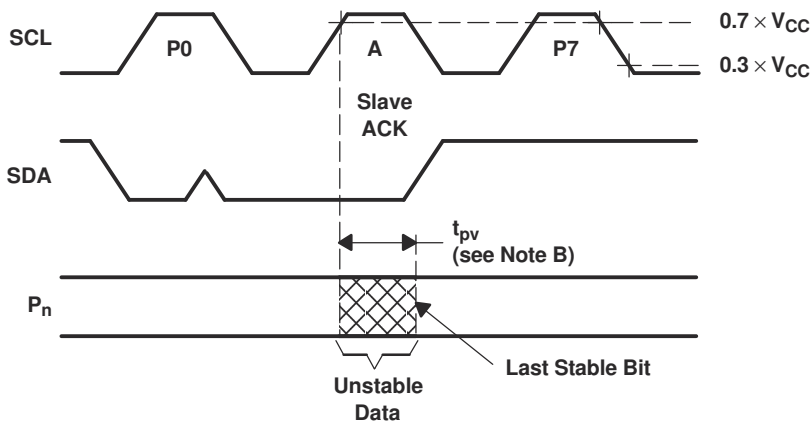 SCL
P0
A
P7
0.7 × VCC
0.3 × VCC
Slave
ACK
SDA
tpv
(see Note B)
Pn
Last Stable Bit
Unstable
Data